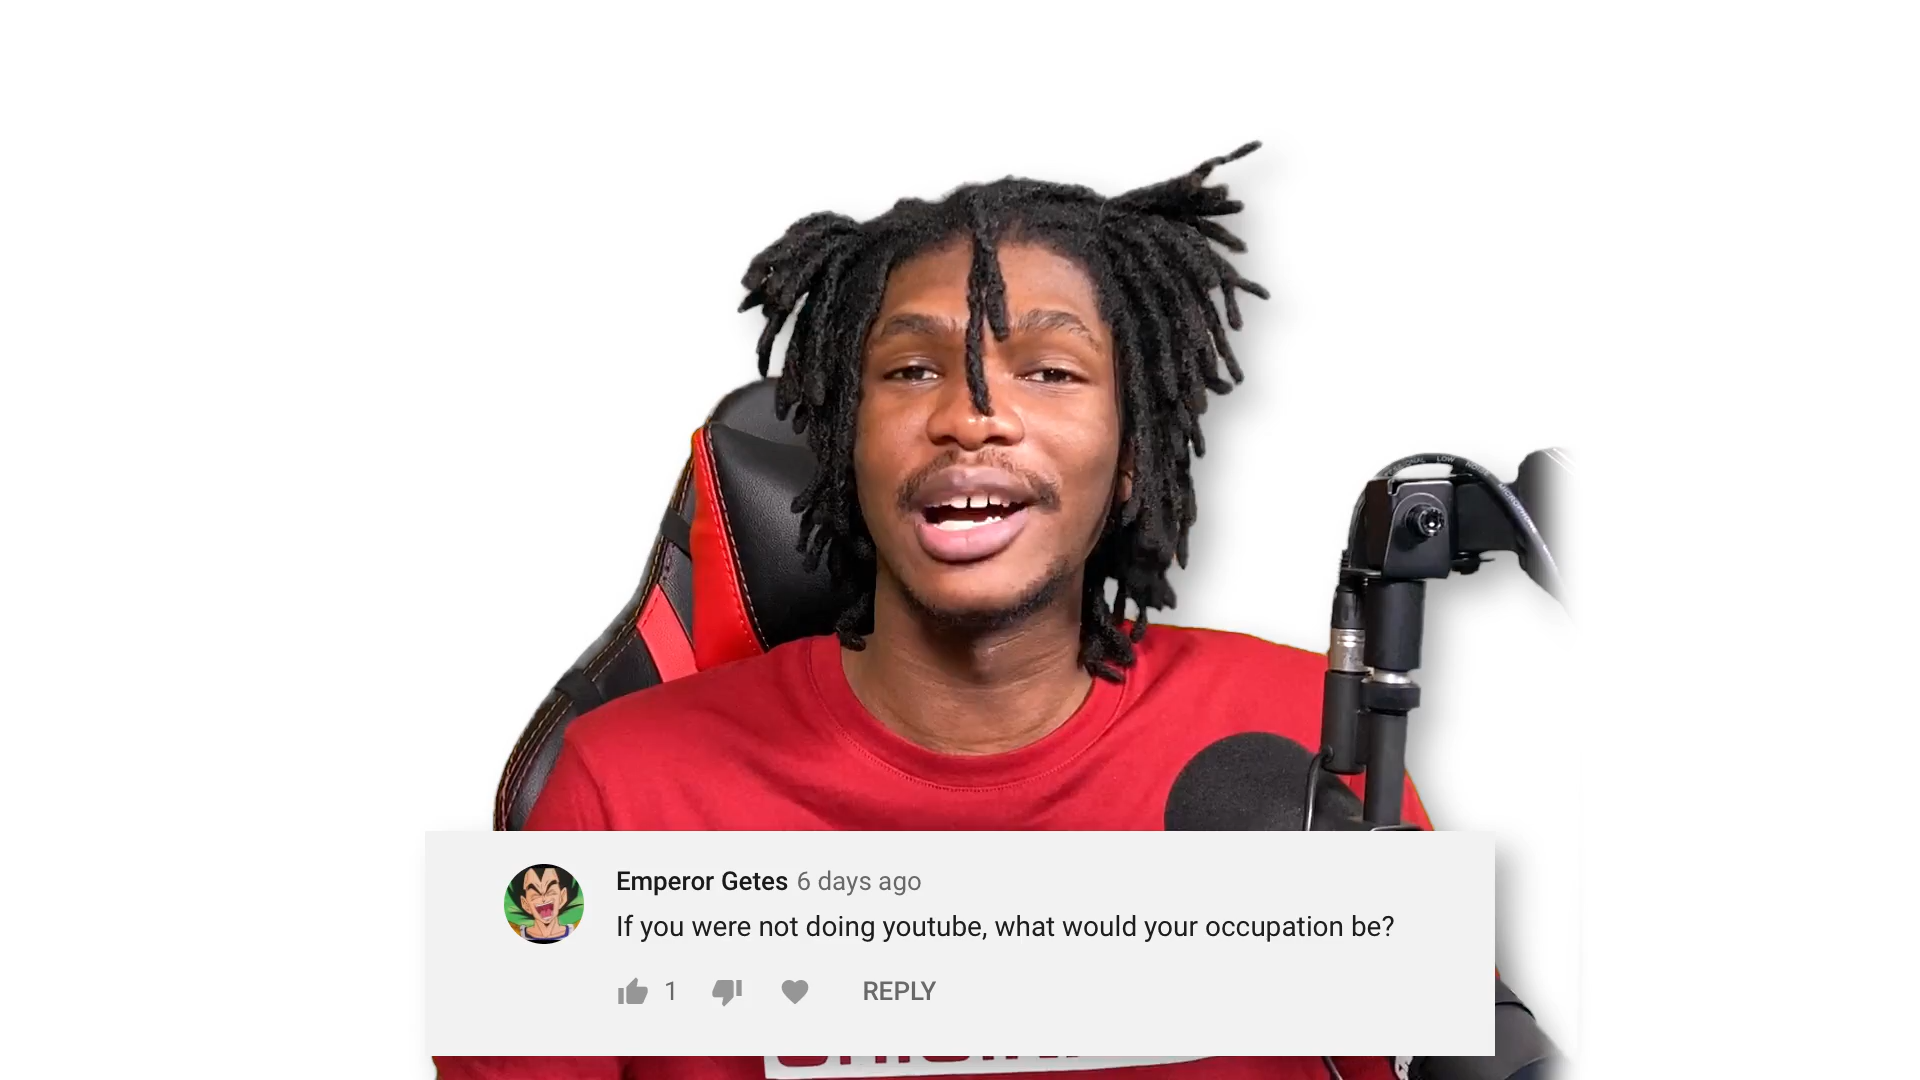 Emperor Getes 6 days ago
If you were not doing youtube, what would your occupation be?
1
REPLY